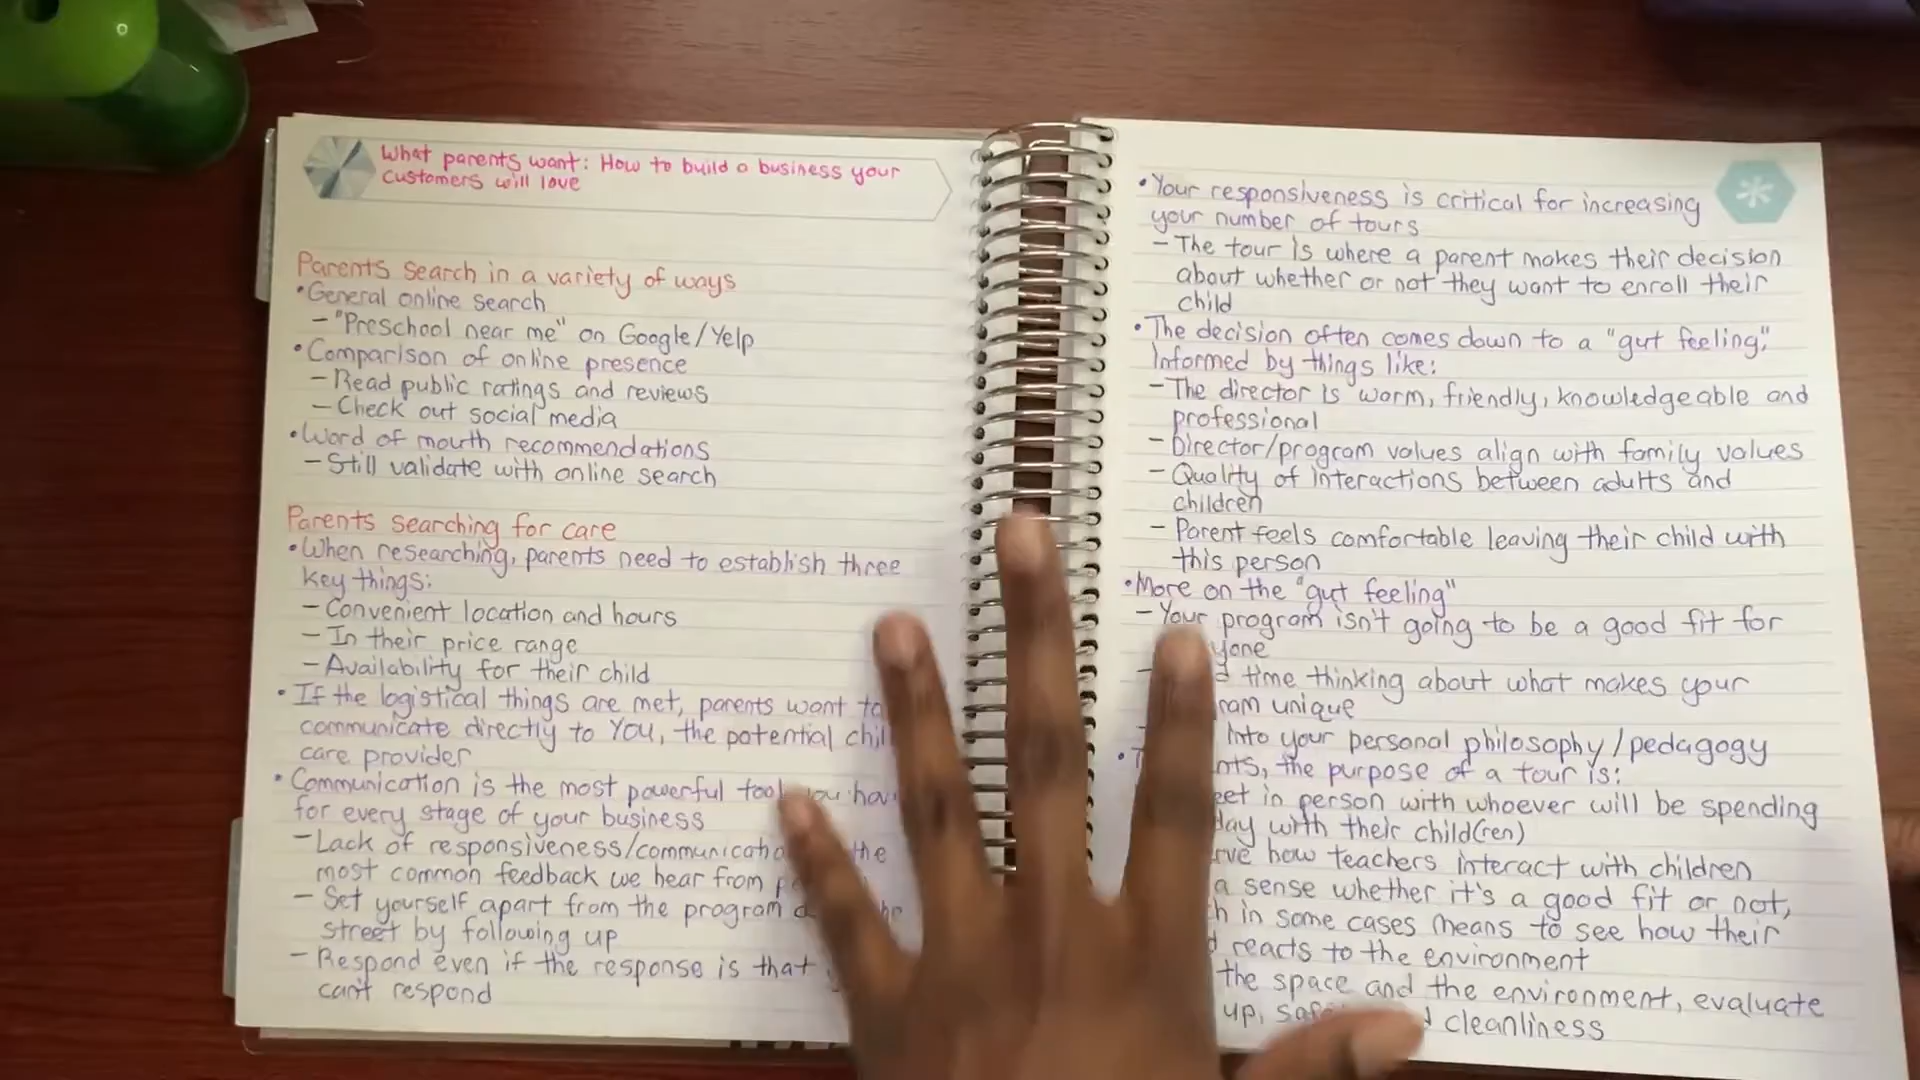 What parents want: How to build a business your
customers will love
Parents search in a variety of ways
•General online search
-"Preschool near me" on Google/Yelp
•Comparison of online presence
-Read public ratings and reviews
-Check out social media
•Word of mouth recommendations
-Still validate with online search
Parents searching for care
•When researching, parents need to establish three
key things:
-Convenient location and hours
-In their price range
-Availability for their child
•If the logistical things are met, parents want to
communicate directly to YOU, the potential
care provider
•Communication is the most powerful tool you
for every stage of your business
-Lack of responsiveness/ the
most common feedback we hear from
-Set yourself apart from the program
street by following up
-Respond even if the response is that
can't respond
•Your responsiveness is critical for increasing
your number of tours
-The tour is where a parent makes their decision
about whether or not they want to enroll their
child
•The decision often comes down to a "gut feeling,"
informed by things like:
-The director is warm, friendly, knowledgeable and
professional
-Director/program values align with family values
-Quality of interactions between adults and
children
-Parent feels comfortable leaving their child with
this person
•More on the "gut feeling"
-Your program isn't going to be a good fit for
time thinking about what makes your
unique
into your personal philosophy/pedagogy
the purpose of a tour is:
in person with whoever will be spending
with their child(ren)
how teachers interact with children
a sense whether it's a good fit or not,
in some cases means to see how their
reacts to the environment
the space and the environment, evaluate
up, cleanliness